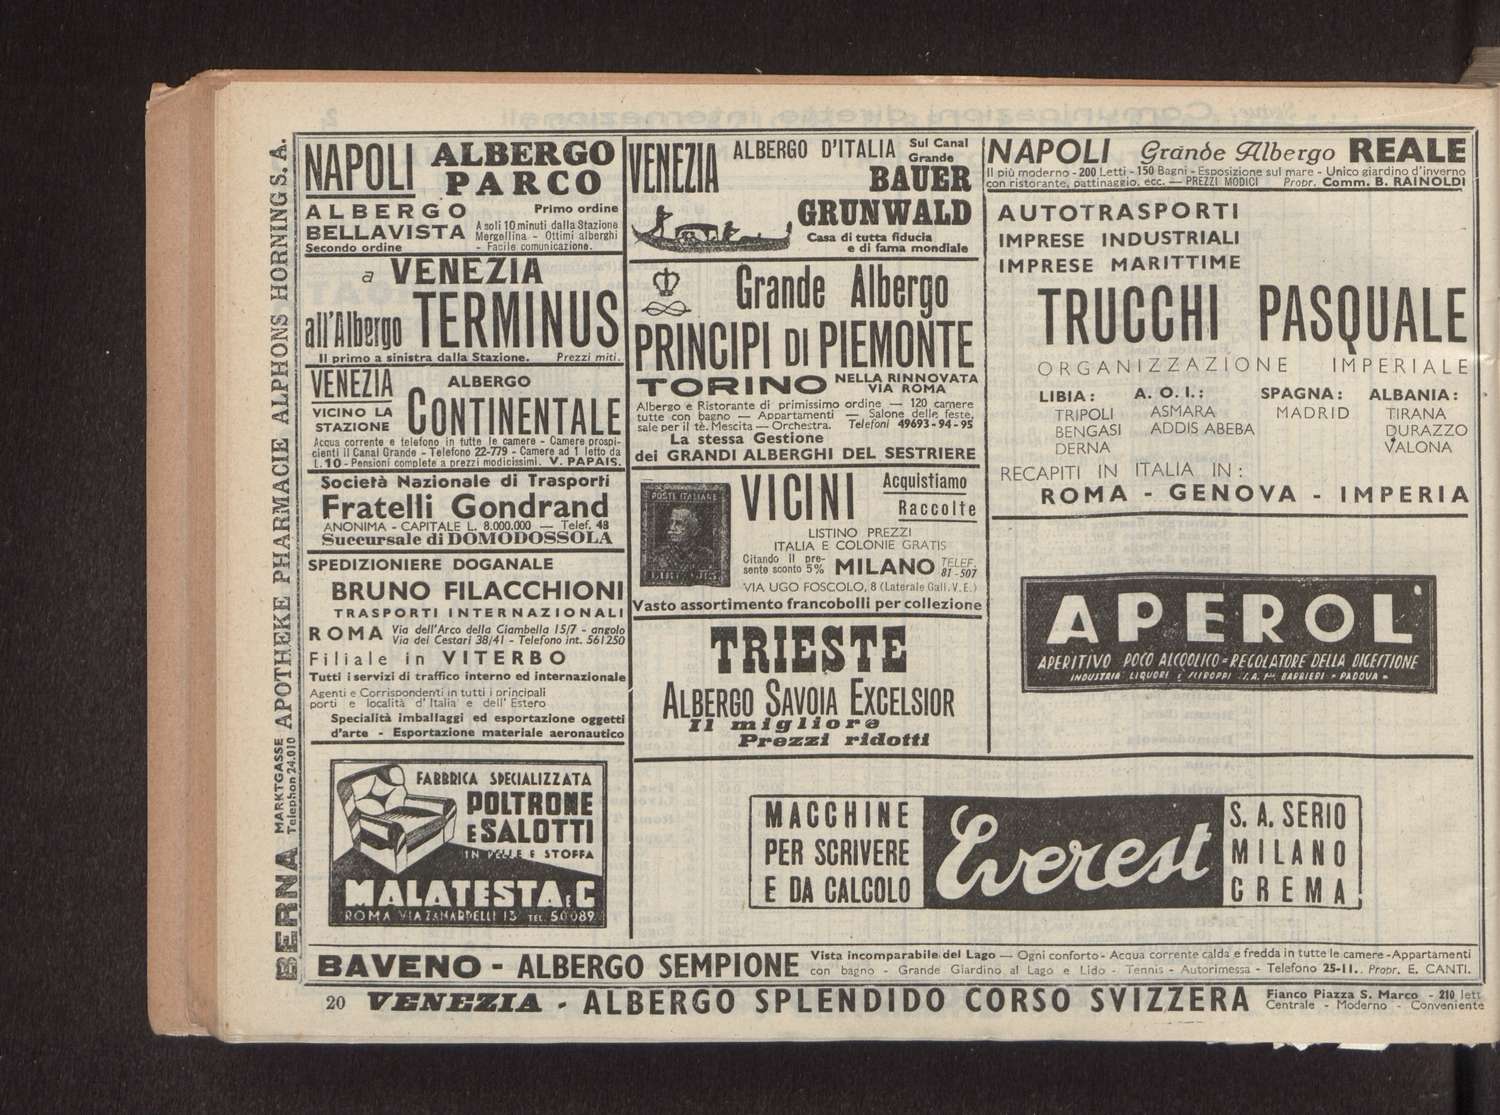 BERNA MARKTGASSE APOTHEKE PHARMACIE ALPHONS HORNING S. A.
Telephon 24.010
NAPOLI ALBERGO
PARCO
ALBERGO Primo ordine
BELLAVISTA A soli 10 minuti dalla Stazione
Mergellina - Ottimi alberghi
Secondo ordine - Facile comunicazione.
a VENEZIA
all'Albergo TERMINUS
Il primo a sinistra dalla Stazione. Prezzi miti.
VENEZIA ALBERGO
VICINO LA
STAZIONE CONTINENTALE
Acqua corrente e telefono in tutte le camere - Camere prospi-
cienti il Canal Grande - Telefono 22-779 - Camere ad 1 letto da
L. 10 - Pensioni complete a prezzi modicissimi. V. PAPAIS.
Società Nazionale di Trasporti
Fratelli Gondrand
ANONIMA - CAPITALE L. 8.000.000 — Telef. 48
Succursale di DOMODOSSOLA
SPEDIZIONIERE DOGANALE
BRUNO FILACCHIONI
TRASPORTI INTERNAZIONALI
ROMA Via dell'Arco della Ciambella 15/7 - angolo
Via dei Cestari 38/41 - Telefono int. 561250
Filiale in VITERBO
Tutti i servizi di traffico interno ed internazionale
Agenti e Corrispondenti in tutti i principali
porti e località d'Italia e dell'Estero
Specialità imballaggi ed esportazione oggetti
d'arte - Esportazione materiale aeronautico
FABBRICA SPECIALIZZATA
POLTRONE
E SALOTTI
IN PELLE E STOFFA
MALATESTA E C
ROMA VIA ZANARDELLI 13 TEL. 50089
VENEZIA ALBERGO D'ITALIA Sul Canal
Grande
BAUER
GRUNWALD
Casa di tutta fiducia
e di fama mondiale
Grande Albergo
PRINCIPI DI PIEMONTE
TORINO NELLA RINNOVATA
VIA ROMA
Albergo e Ristorante di primissimo ordine — 120 camere
tutte con bagno — Appartamenti — Salone delle feste,
sale per il tè. Mescita — Orchestra. Telefoni 49693-94-95
La stessa Gestione
dei GRANDI ALBERGHI DEL SESTRIERE
POSTE ITALIANE
VICINI Acquistiamo
Raccolte
LISTINO PREZZI
ITALIA E COLONIE GRATIS
Citando il pre-
sente sconto 5% MILANO TELEF.
81-507
VIA UGO FOSCOLO, 8 (Laterale Gall. V. E.)
Vasto assortimento francobolli per collezione
TRIESTE
ALBERGO SAVOIA EXCELSIOR
Il migliore
Prezzi ridotti
NAPOLI Grande Albergo REALE
Il più moderno - 200 Letti - 150 Bagni - Esposizione sul mare - Unico giardino d'inverno
con ristorante, pattinaggio, ecc. — PREZZI MODICI Propr. Comm. B. RAINOLDI
AUTOTRASPORTI
IMPRESE INDUSTRIALI
IMPRESE MARITTIME
TRUCCHI PASQUALE
ORGANIZZAZIONE IMPERIALE
LIBIA: A. O. I.: SPAGNA: ALBANIA:
TRIPOLI ASMARA MADRID TIRANA
BENGASI ADDIS ABEBA DURAZZO
DERNA VALONA
RECAPITI IN ITALIA IN:
ROMA - GENOVA - IMPERIA
APEROL
APERITIVO POCO ALCOOLICO = REGOLATORE DELLA DIGESTIONE
INDUSTRIA LIQUORI E SCIROPPI S.A. F.lli BARBIERI - PADOVA -
MACCHINE
PER SCRIVERE
E DA CALCOLO
Everest
S. A. SERIO
MILANO
CREMA
BAVENO - ALBERGO SEMPIONE Vista incomparabile del Lago — Ogni conforto - Acqua corrente calda e fredda in tutte le camere - Appartamenti
con bagno - Grande Giardino al Lago e Lido - Tennis - Autorimessa - Telefono 25-11. Propr. E. CANTI.
20 VENEZIA - ALBERGO SPLENDIDO CORSO SVIZZERA Fianco Piazza S. Marco - 210 lett
Centrale - Moderno - Conveniente